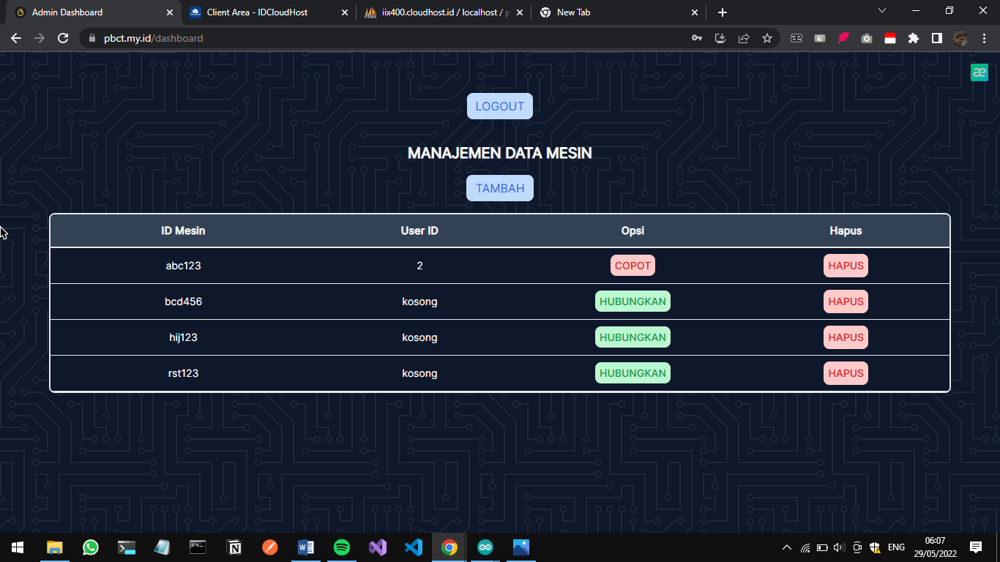 Admin Dashboard
Client Area - IDCloudHost
iix400.cloudhost.id / localhost / p
New Tab
pbct.my.id/dashboard
æ
æ
LOGOUT
MANAJEMEN DATA MESIN
TAMBAH
ID Mesin User ID Opsi Hapus
abc123 2 COPOT HAPUS
bcd456 kosong HUBUNGKAN HAPUS
hij123 kosong HUBUNGKAN HAPUS
rst123 kosong HUBUNGKAN HAPUS
ENG
06:07
29/05/2022